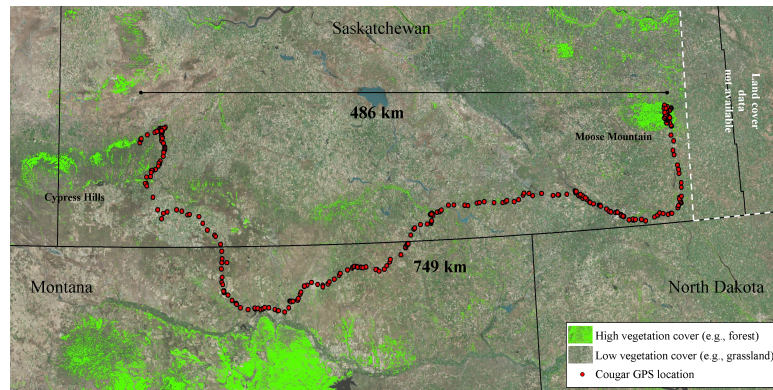 Saskatchewan
Land cover
data
not available
486 km
Moose Mountain
Cypress Hills
749 km
Montana
North Dakota
High vegetation cover (e.g., forest)
Low vegetation cover (e.g., grassland)
Cougar GPS location